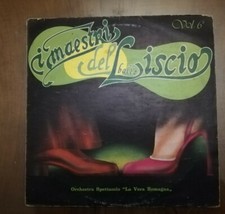 Vol 6°
i maestri
del Liscio
Orchestra Spettacolo "La Vera Romagna"